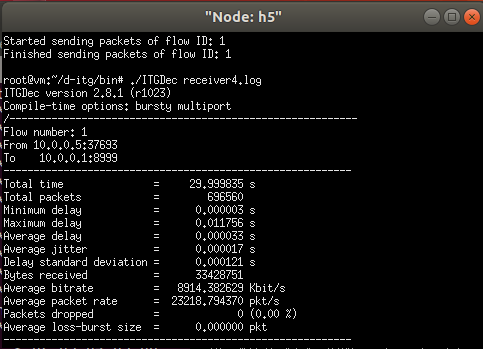 "Node: h5"
Started sending packets of flow ID: 1
Finished sending packets of flow ID: 1
root@vm:~/d-itg/bin# ./ITGDec receiver4.log
ITGDec version 2.8.1 (r1023)
Compile-time options: bursty multiport
/----------------------------------------------------------
Flow number: 1
From 10.0.0.5:37693
To    10.0.0.1:8999
----------------------------------------------------------
Total time               =     29.999835 s
Total packets            =        696560
Minimum delay            =      0.000003 s
Maximum delay            =      0.011756 s
Average delay            =      0.000033 s
Average jitter           =      0.000017 s
Delay standard deviation =      0.000121 s
Bytes received           =      33428751
Average bitrate          =   8914.382629 Kbit/s
Average packet rate      =  23218.794370 pkt/s
Packets dropped          =             0 (0.00 %)
Average loss-burst size  =      0.000000 pkt
----------------------------------------------------------